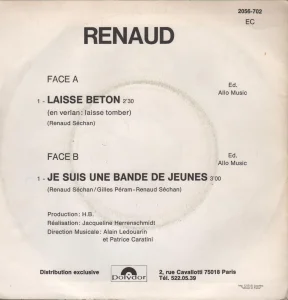 2056-702
EC
RENAUD
FACE A
Ed,
Allo Music
1 - LAISSE BETON 2'30
(en verlan: laisse tomber)
(Renaud Séchan)
FACE B
Ed,
Allo Music
1 - JE SUIS UNE BANDE DE JEUNES 3'00
(Renaud Séchan/Gilles Péram-Renaud Séchan)
Production : H.B.
Réalisation : Jacqueline Herrenschmidt
Direction Musicale : Alain Ledouarin
et Patrice Caratini
Distribution exclusive
Polydor
2, rue Cavallotti 75018 Paris
Tél. 522.05.39